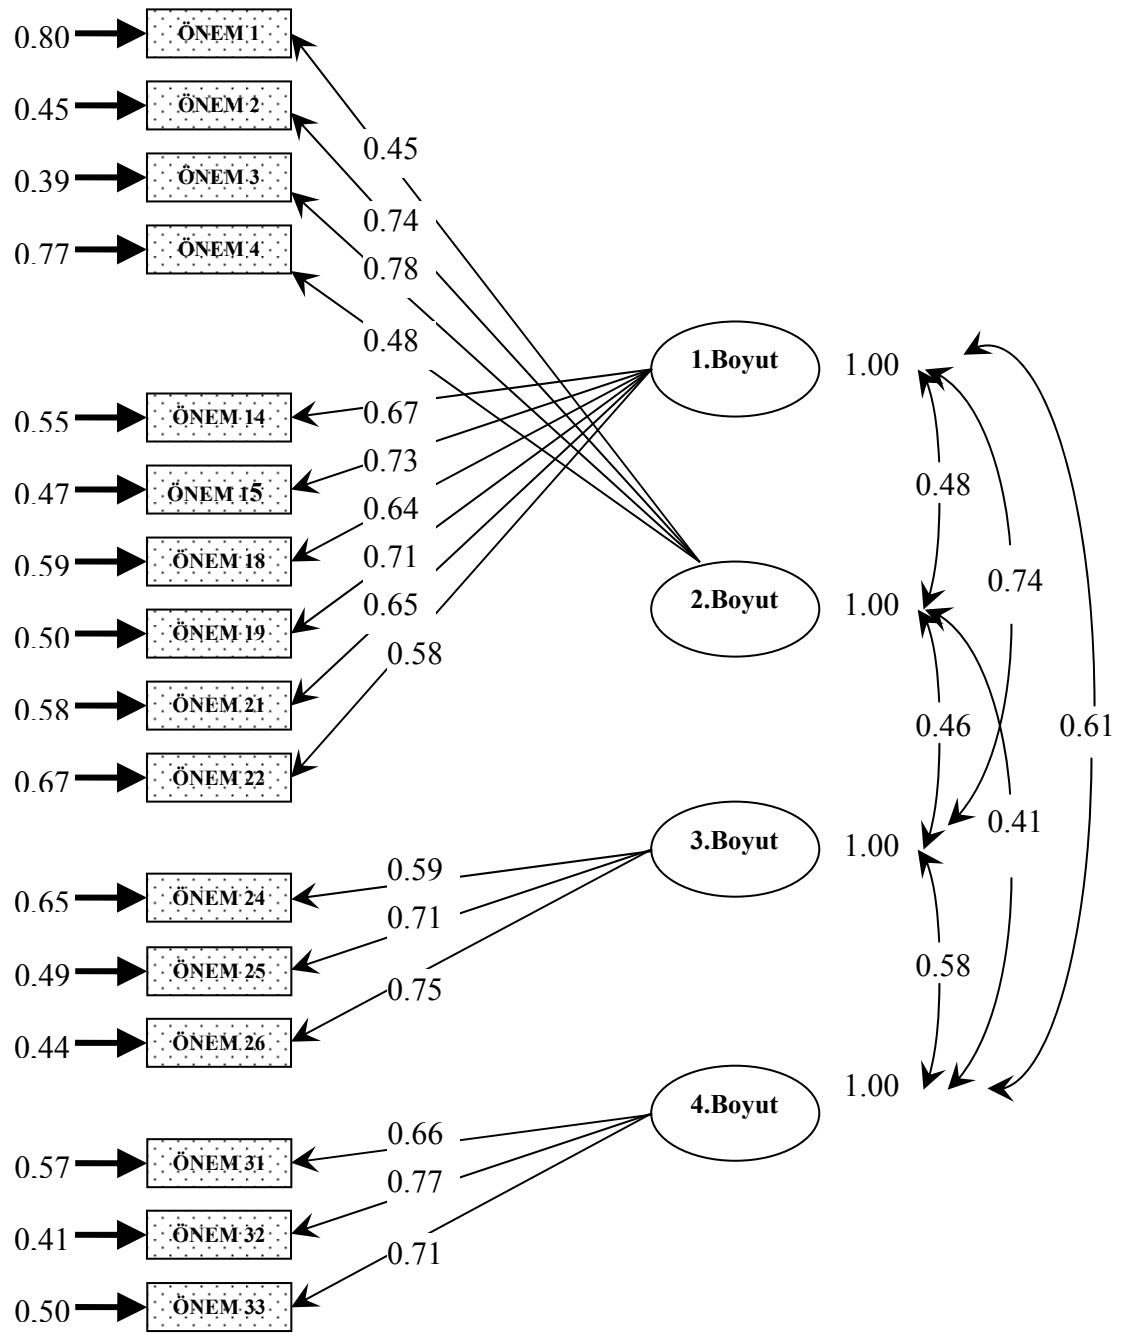 0.80 ÖNEM 1
0.45 ÖNEM 2
0.45
0.39 ÖNEM 3
0.74
0.77 ÖNEM 4
0.78
0.48
1.Boyut 1.00
0.55 ÖNEM 14
0.67
0.47 ÖNEM 15
0.73
0.48
0.64
0.59 ÖNEM 18
0.71
0.74
0.65
2.Boyut 1.00
0.50 ÖNEM 19
0.58
0.58 ÖNEM 21
0.46
0.61
0.67 ÖNEM 22
0.41
3.Boyut 1.00
0.59
0.65 ÖNEM 24
0.71
0.49 ÖNEM 25
0.58
0.75
0.44 ÖNEM 26
4.Boyut 1.00
0.66
0.57 ÖNEM 31
0.77
0.41 ÖNEM 32
0.71
0.50 ÖNEM 33